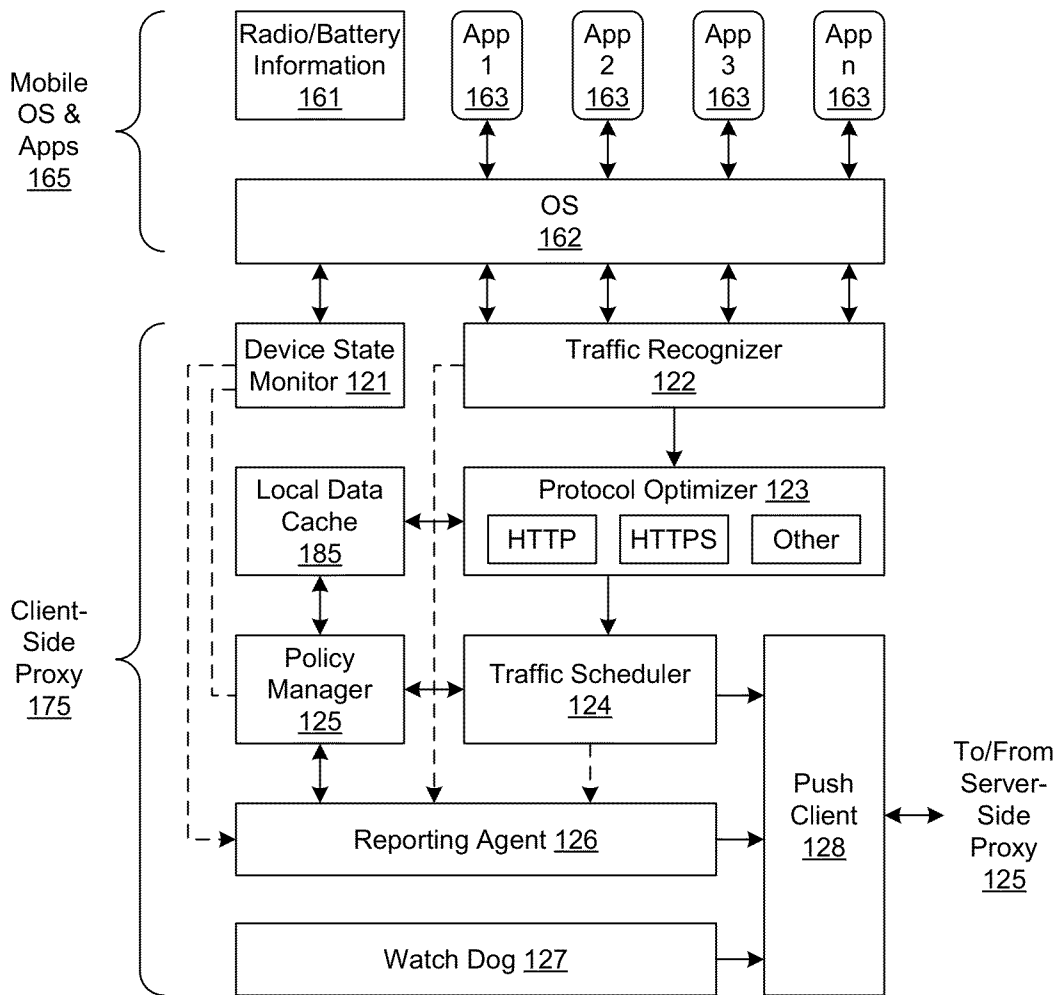 Mobile
OS &
Apps
165
Radio/Battery
Information
161
App
1
163
App
2
163
App
3
163
App
n
163
OS
162
Client-
Side
Proxy
175
Device State
Monitor 121
Traffic Recognizer
122
Local Data
Cache
185
Protocol Optimizer 123
HTTP
HTTPS
Other
Policy
Manager
125
Traffic Scheduler
124
Reporting Agent 126
Watch Dog 127
Push
Client
128
To/From
Server-
Side
Proxy
125